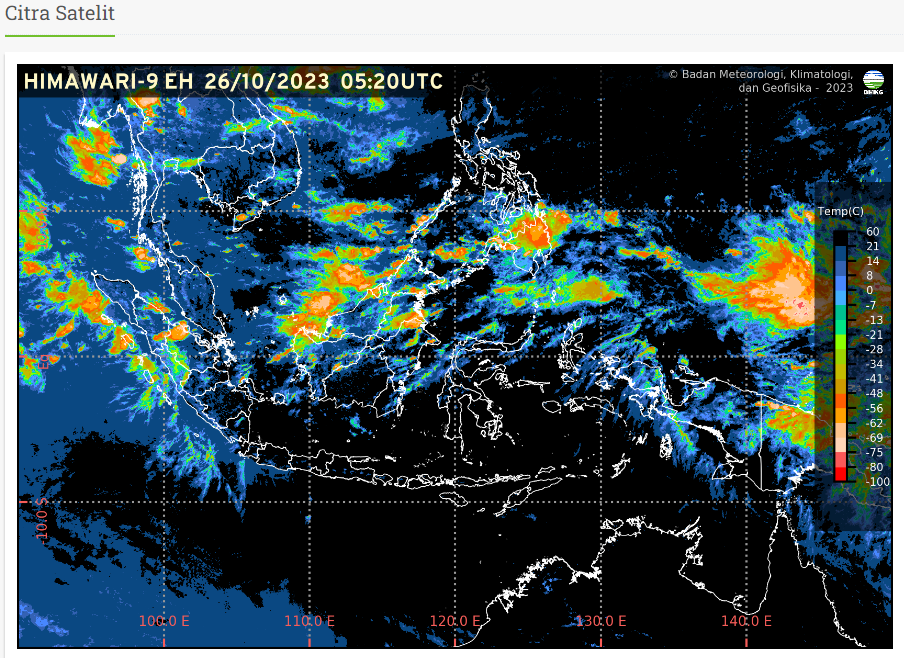 Citra Satelit
HIMAWARI-9 EH 26/10/2023 05:20UTC
© Badan Meteorologi, Klimatologi,
dan Geofisika - 2023
BMKG
Temp(C)
60
21
14
8
0
-7
-13
-21
-28
-34
-41
-48
-56
-62
-69
-75
-80
-100
EQ
-10.0 S
100.0 E 110.0 E 120.0 E 130.0 E 140.0 E